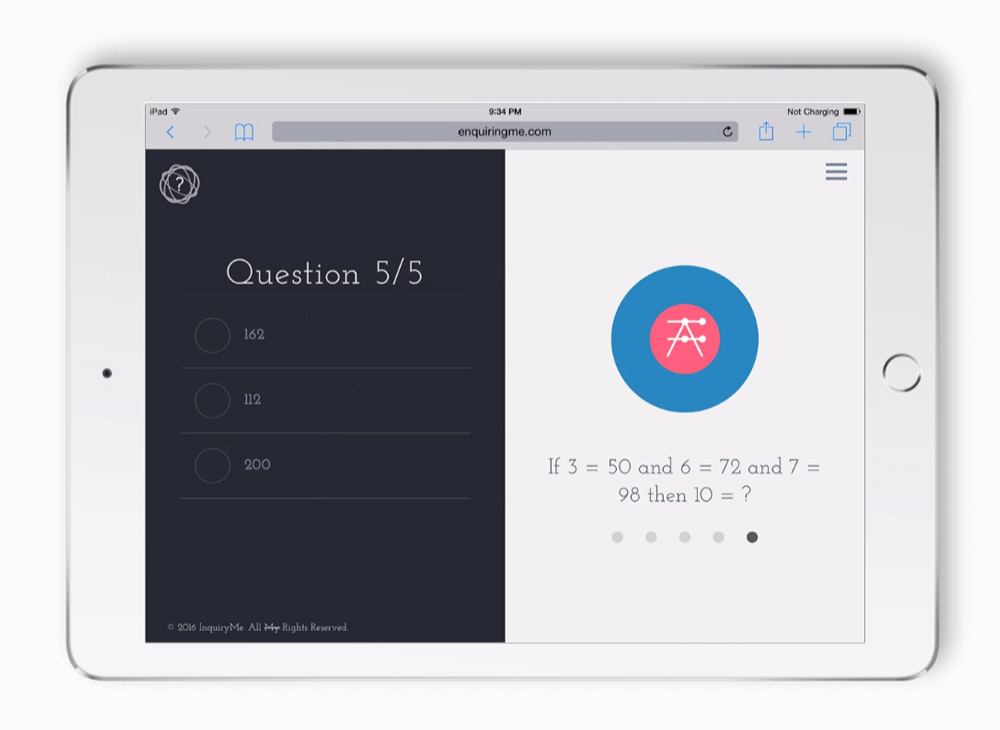 iPad
9:34 PM
Not Charging
enquiringme.com
?
Question 5/5
162
112
200
If 3 = 50 and 6 = 72 and 7 =
98 then 10 = ?
© 2016 InquiryMe. All My Rights Reserved.